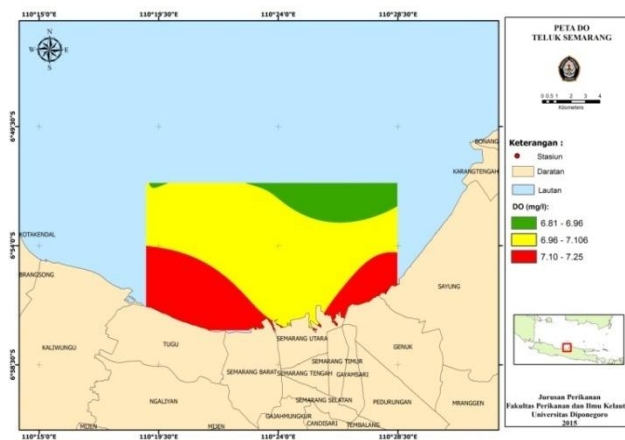 110°15'0"E
110°19'30"E
110°24'0"E
110°28'30"E
PETA DO
TELUK SEMARANG
N
W
E
S
0 0.5 1 2 3 4
Kilometers
6°49'30"S
6°54'0"S
6°58'30"S
Keterangan :
Stasiun
Daratan
Lautan
DO (mg/l):
6.81 - 6.96
6.96 - 7.106
7.10 - 7.25
BONANG
KARANGTENGAH
KOTAKENDAL
BRANGSONG
SAYUNG
KALIWUNGU
TUGU
SEMARANG UTARA
GENUK
SEMARANG TIMUR
SEMARANG BARAT
SEMARANG TENGAH
GAYAMSARI
NGALIYAN
SEMARANG SELATAN
PEDURUNGAN
MRANGGEN
GAJAHMUNGKUR
CANDISARI
TEMBALANG
MIJEN
MIJEN
Jurusan Perikanan
Fakultas Perikanan dan Ilmu Kelaut
Universitas Diponegoro
2015
110°15'0"E
110°19'30"E
110°24'0"E
110°28'30"E